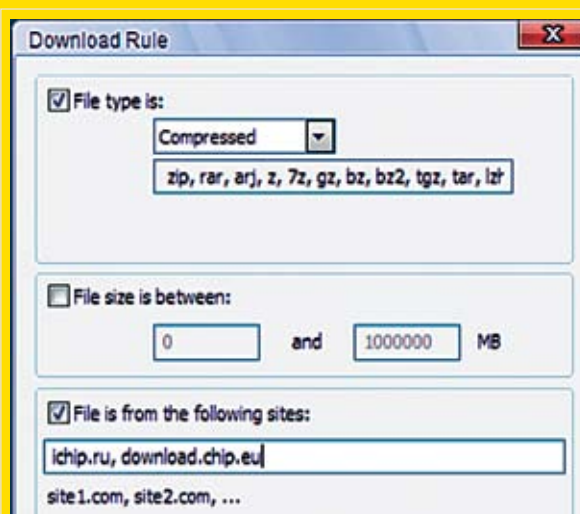 Download Rule
File type is:
Compressed
zip, rar, arj, z, 7z, gz, bz, bz2, tgz, tar, lzh
File size is between:
0 and 1000000 MB
File is from the following sites:
ichip.ru, download.chip.eu
site1.com, site2.com, ...